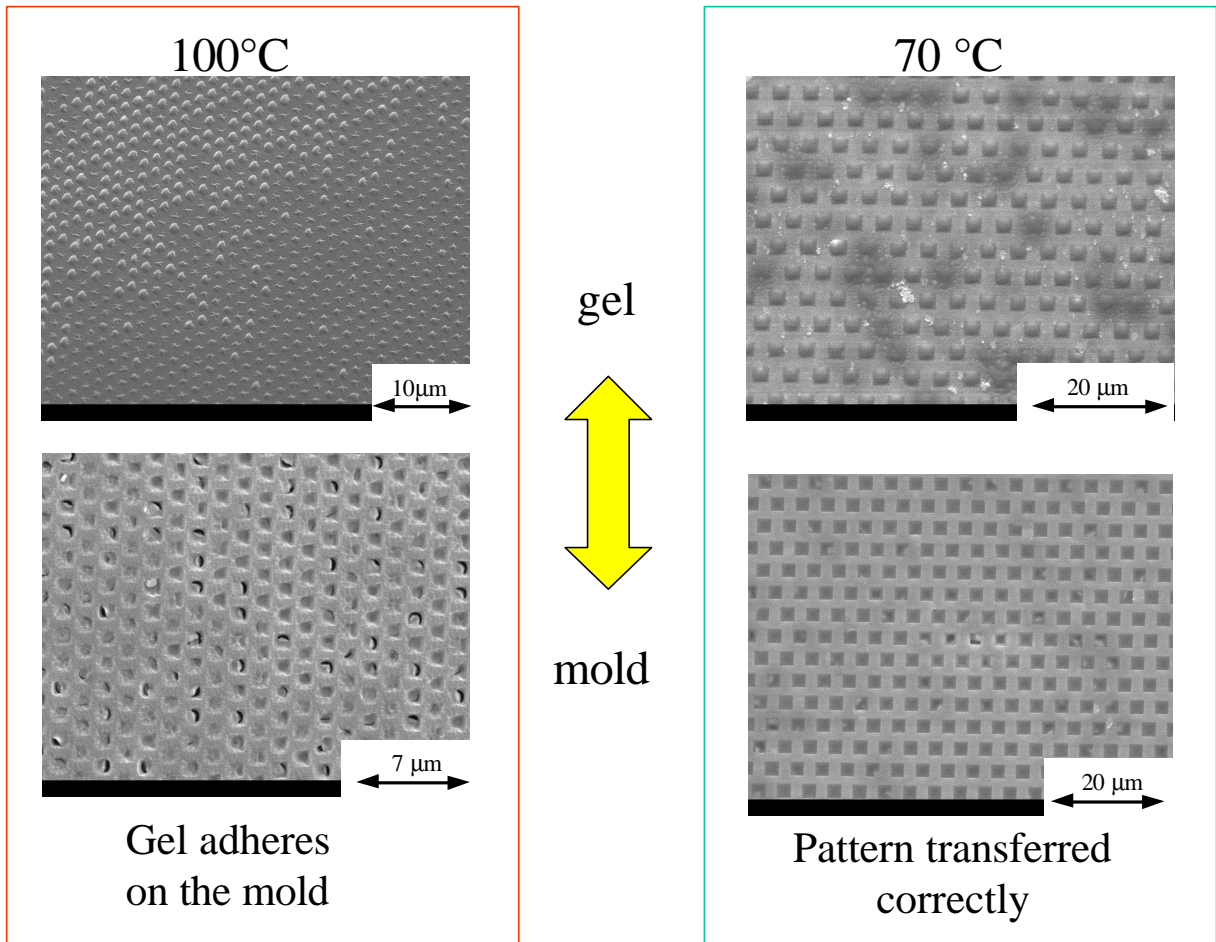 100°C
10μm
7 μm
Gel adheres
on the mold
gel
mold
70 °C
20 μm
20 μm
Pattern transferred
correctly